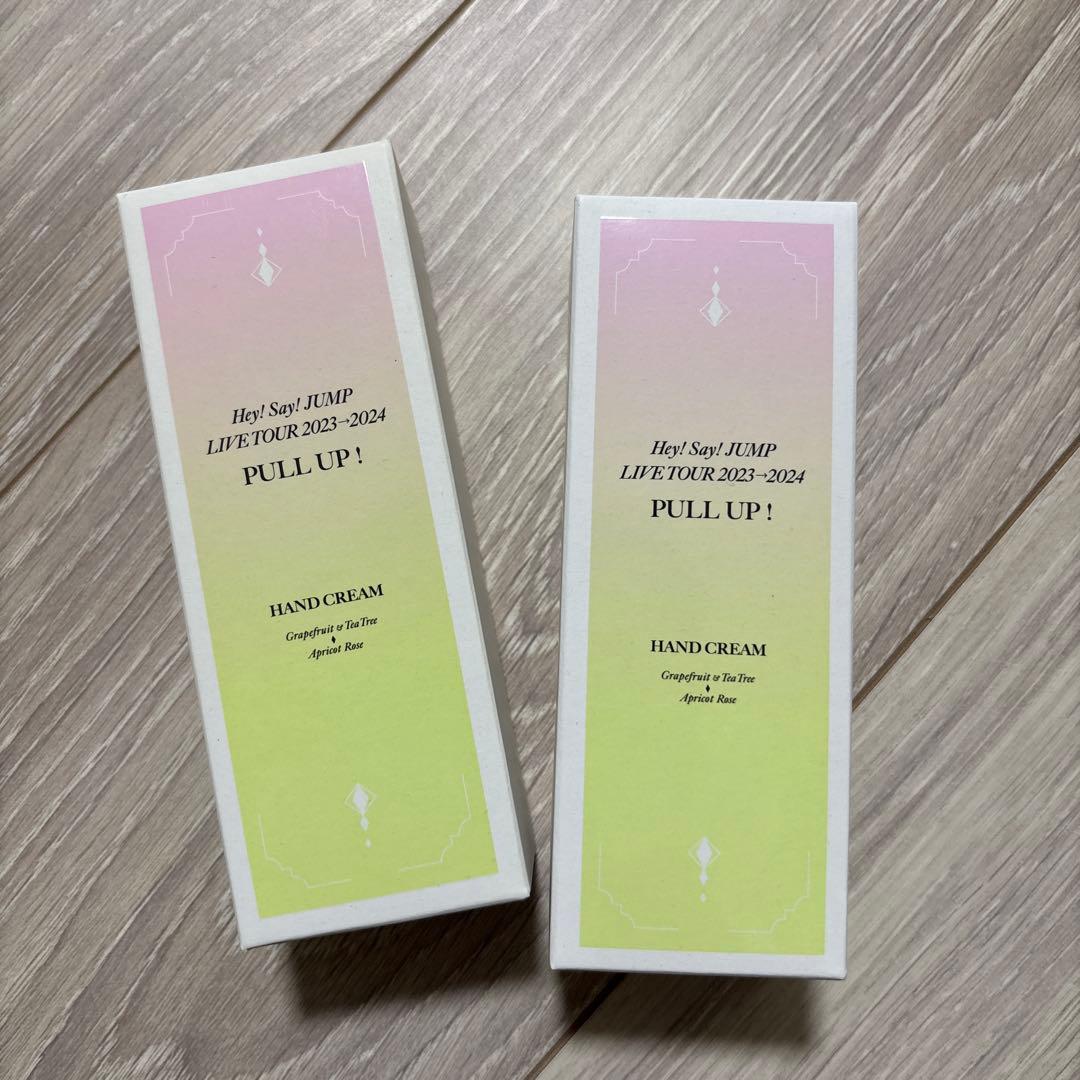 Hey! Say! JUMP
LIVE TOUR 2023→2024
PULL UP !
HAND CREAM
Grapefruit & Tea Tree
Apricot Rose
Hey! Say! JUMP
LIVE TOUR 2023→2024
PULL UP !
HAND CREAM
Grapefruit & Tea Tree
Apricot Rose